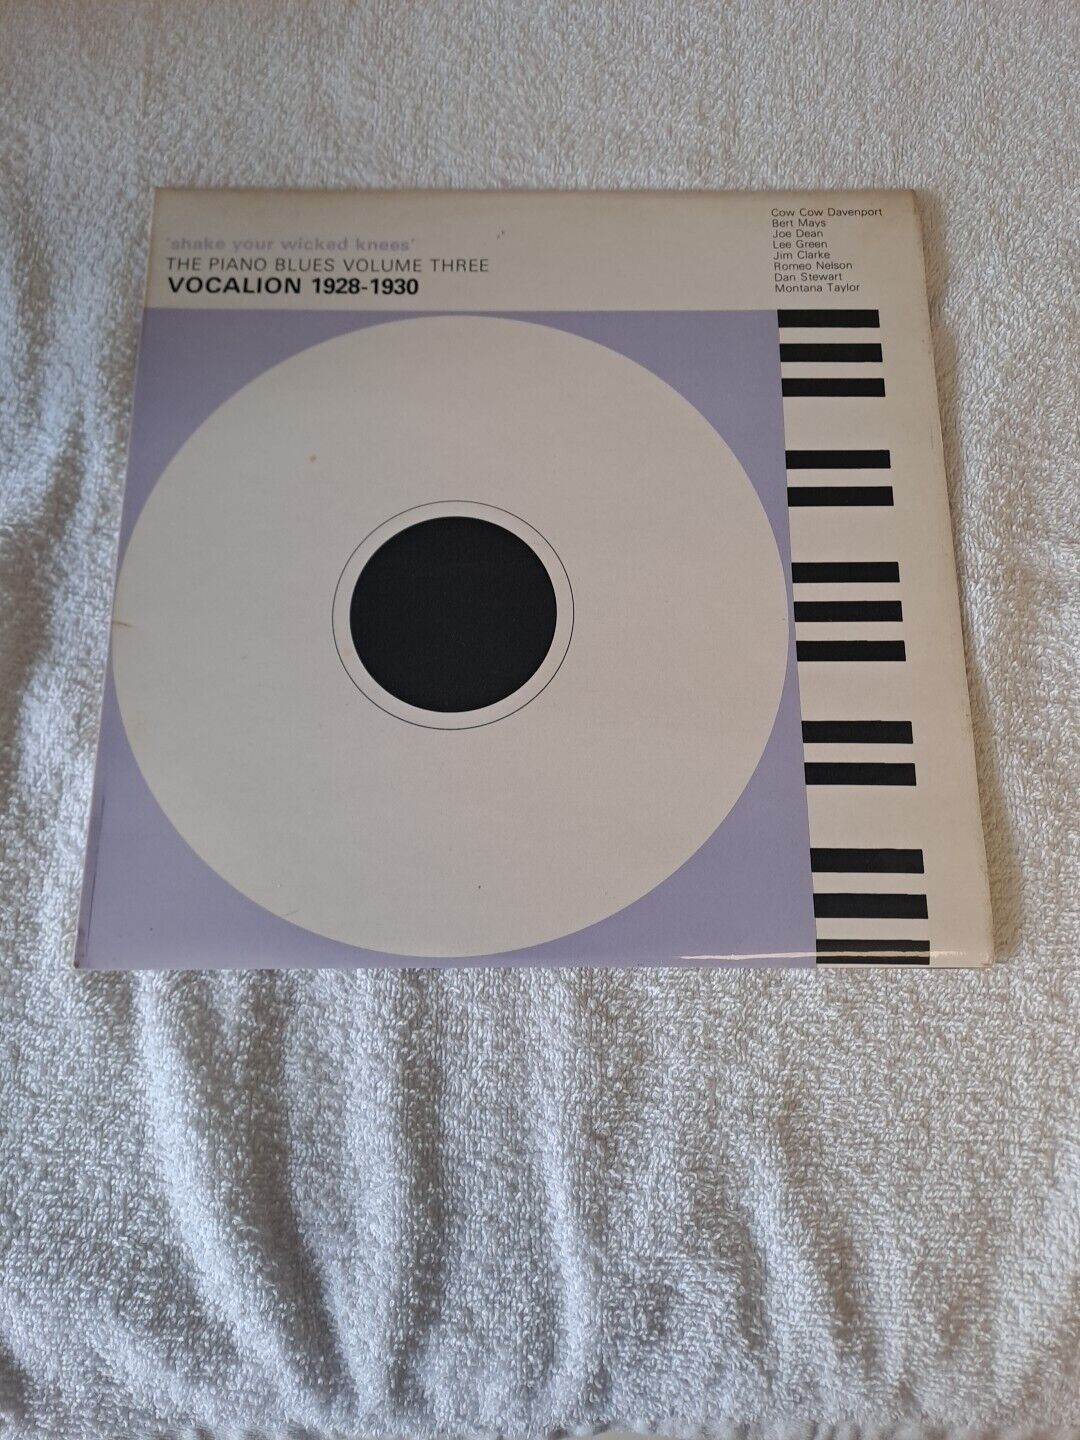 'shake your wicked knees'
THE PIANO BLUES VOLUME THREE
VOCALION 1928-1930
Cow Cow Davenport
Bert Mays
Joe Dean
Lee Green
Jim Clarke
Romeo Nelson
Dan Stewart
Montana Taylor